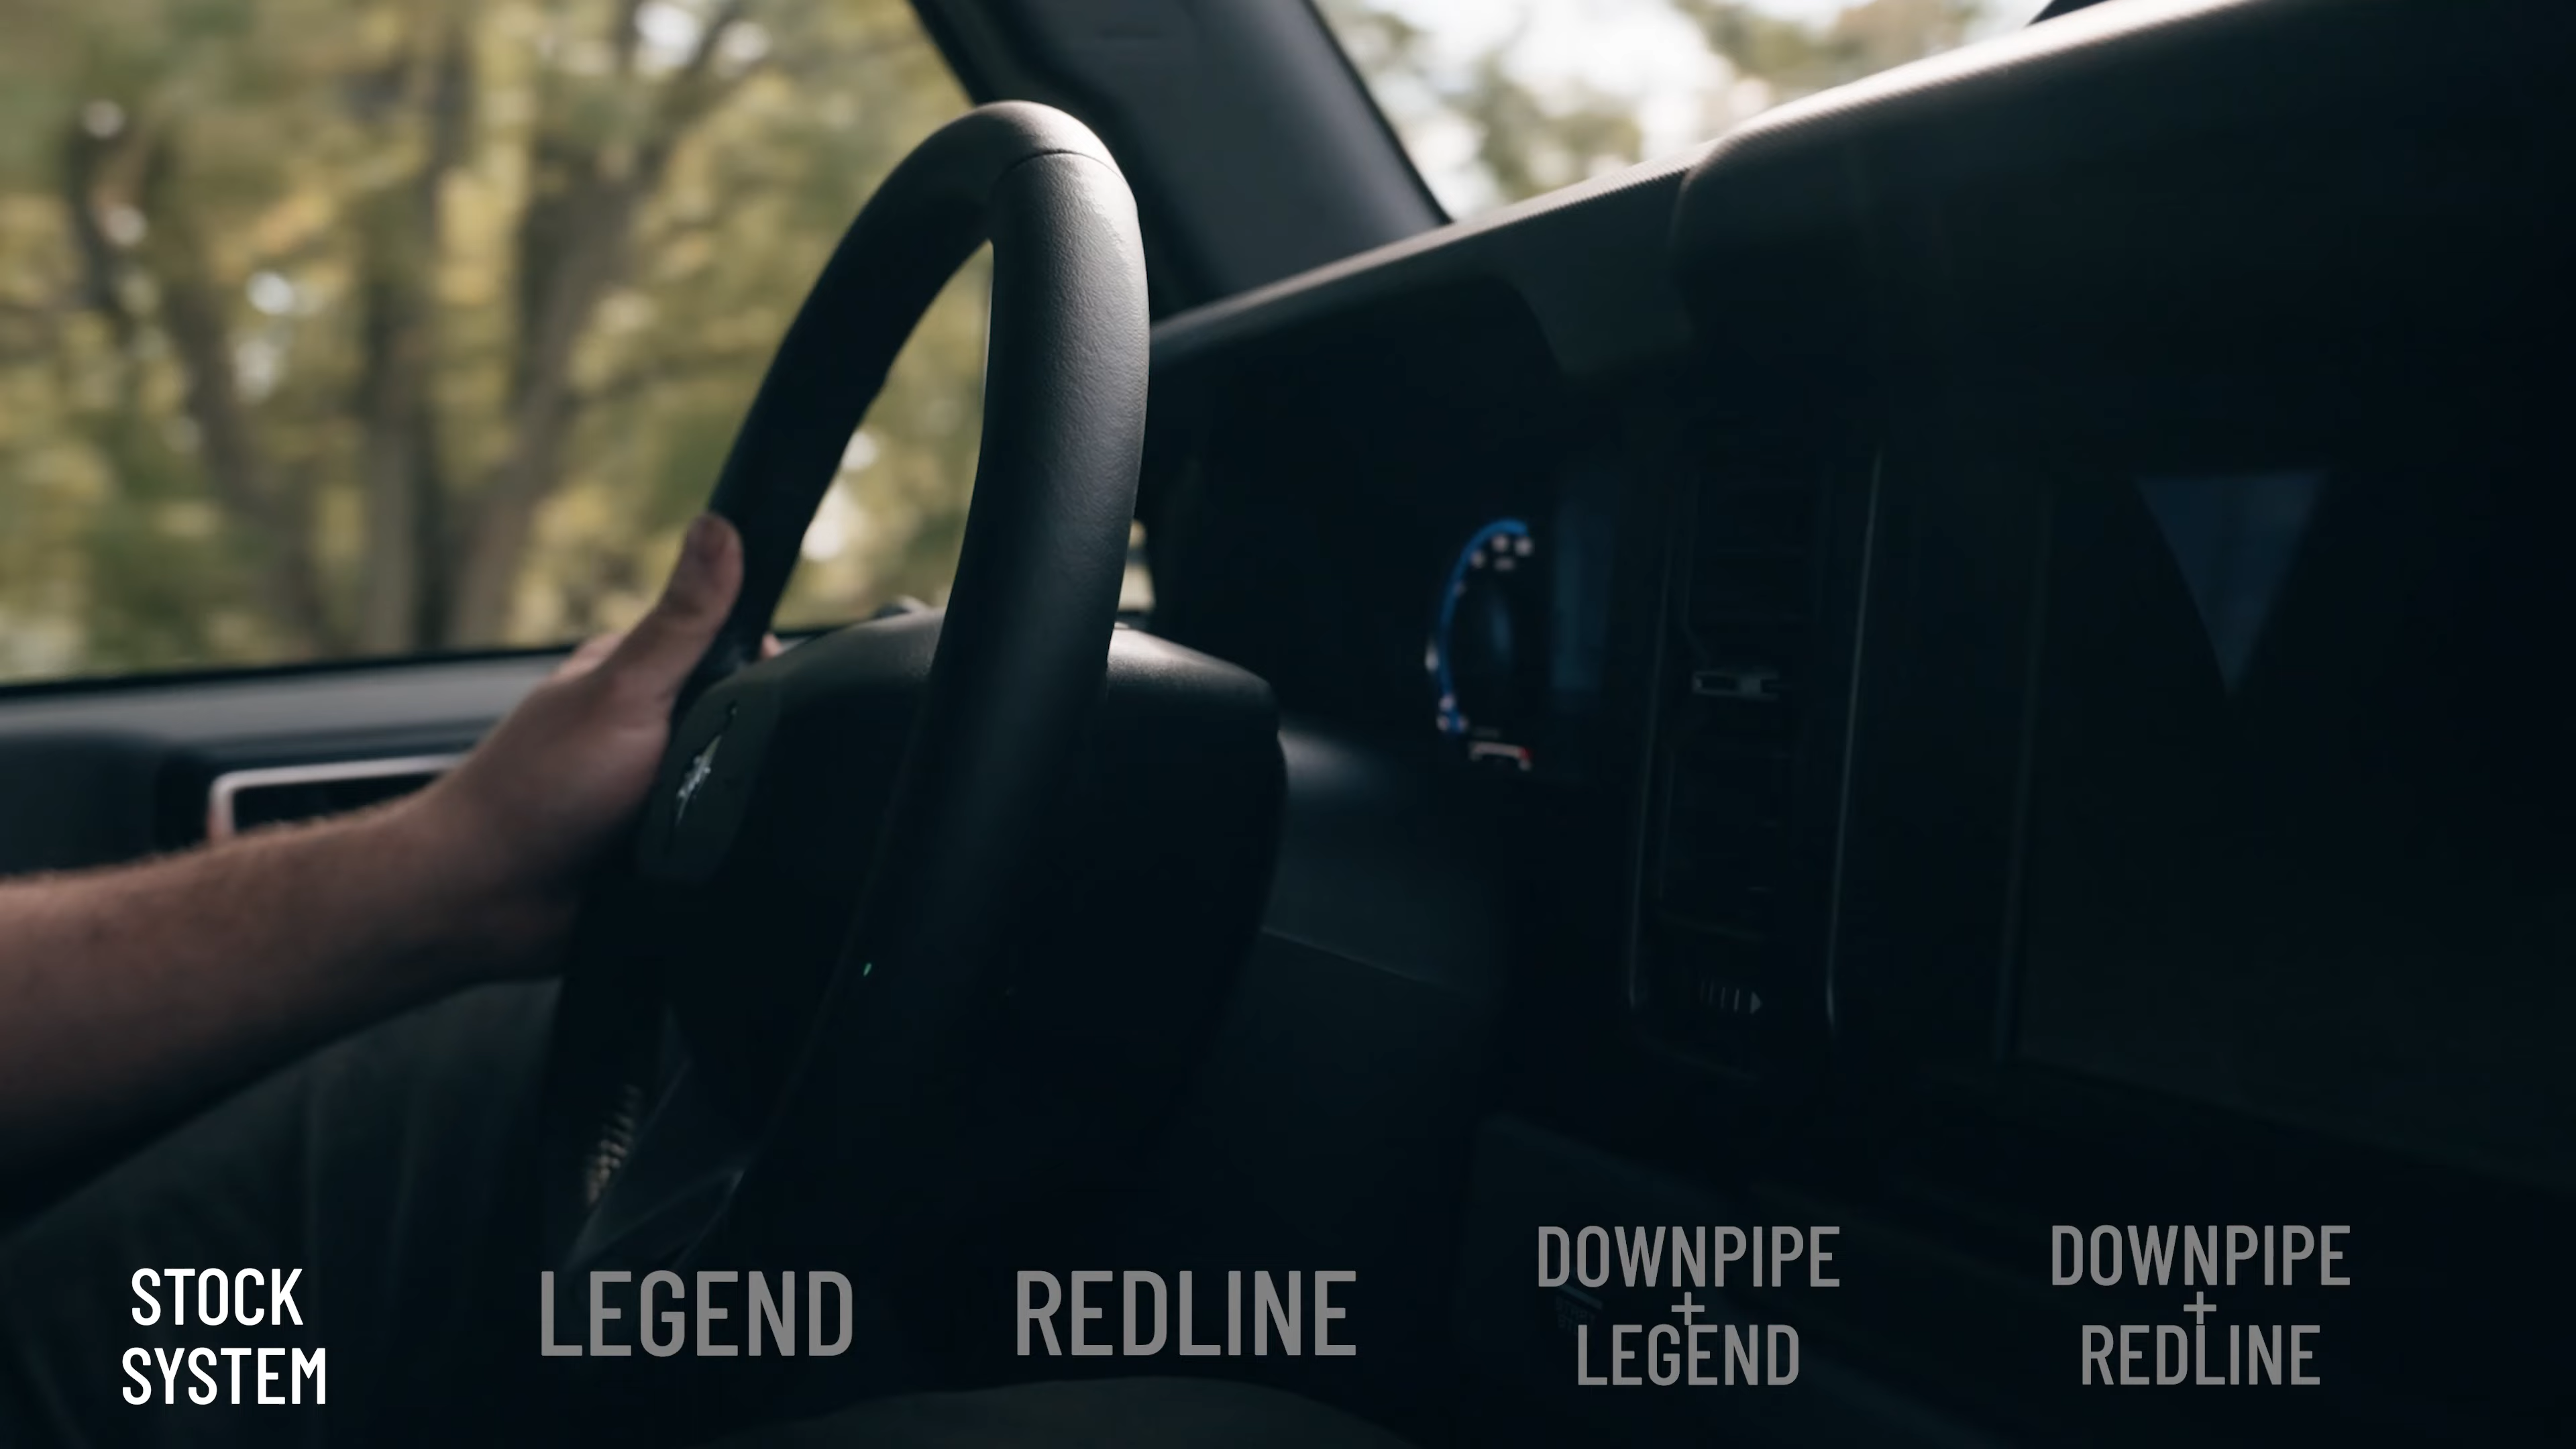 STOCK
SYSTEM
LEGEND
REDLINE
DOWNPIPE
+
LEGEND
DOWNPIPE
+
REDLINE